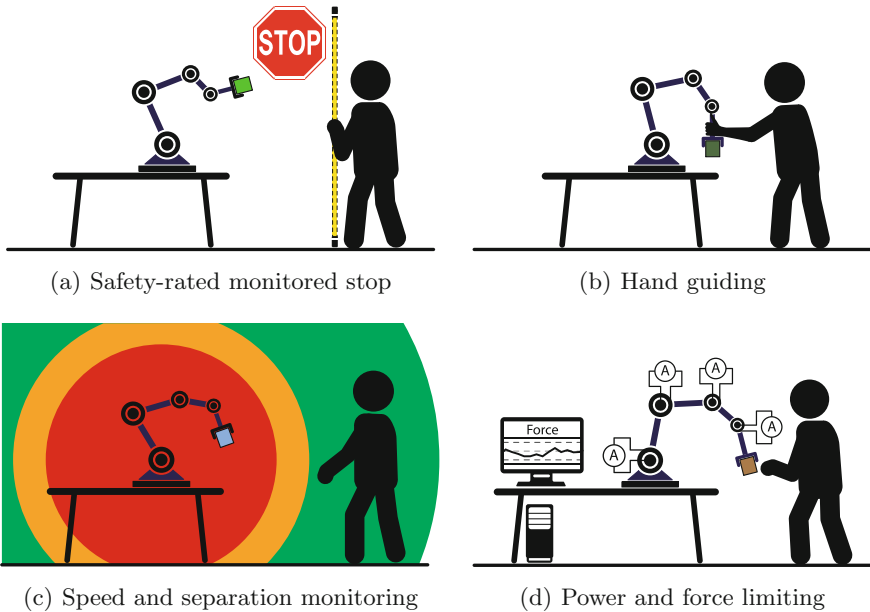 STOP
(a) Safety-rated monitored stop
(b) Hand guiding
A
A
A
A
Force
(c) Speed and separation monitoring
(d) Power and force limiting